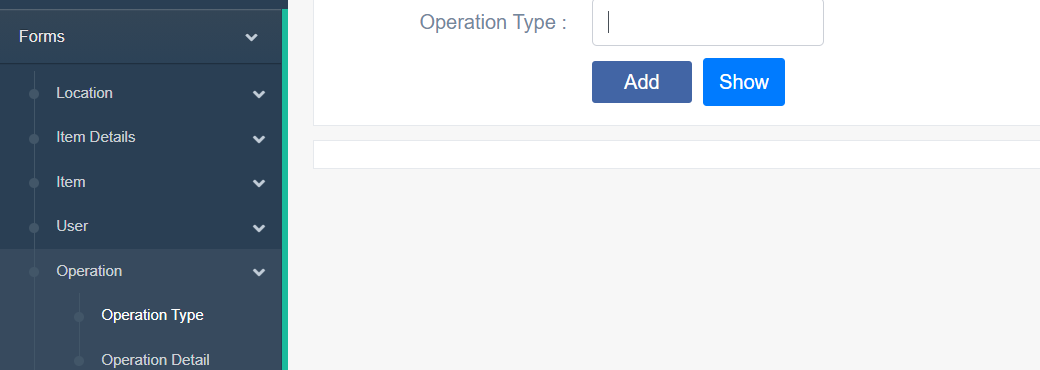 Forms
Location
Item Details
Item
User
Operation
Operation Type
Operation Detail
Operation Type :
Add
Show